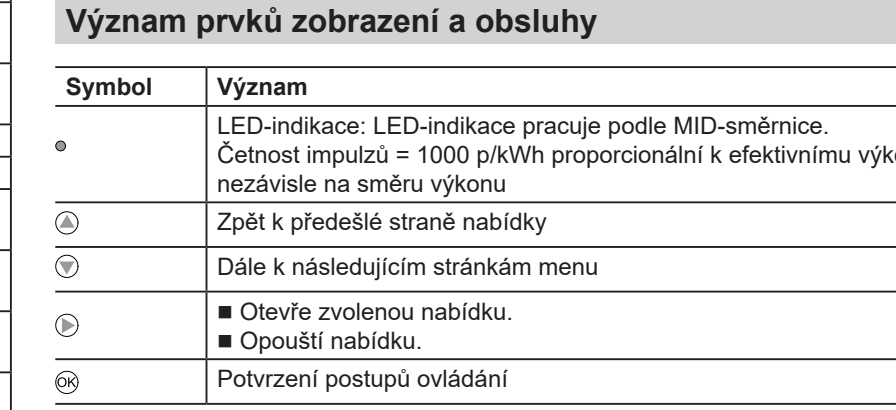 Význam prvků zobrazení a obsluhy
Symbol Význam
LED-indikace: LED-indikace pracuje podle MID-směrnice.
Četnost impulzů = 1000 p/kWh proporcionální k efektivnímu
nezávisle na směru výkonu
Zpět k předešlé straně nabídky
Dále k následujícím stránkám menu
■ Otevře zvolenou nabídku.
■ Opouští nabídku.
OK Potvrzení postupů ovládání